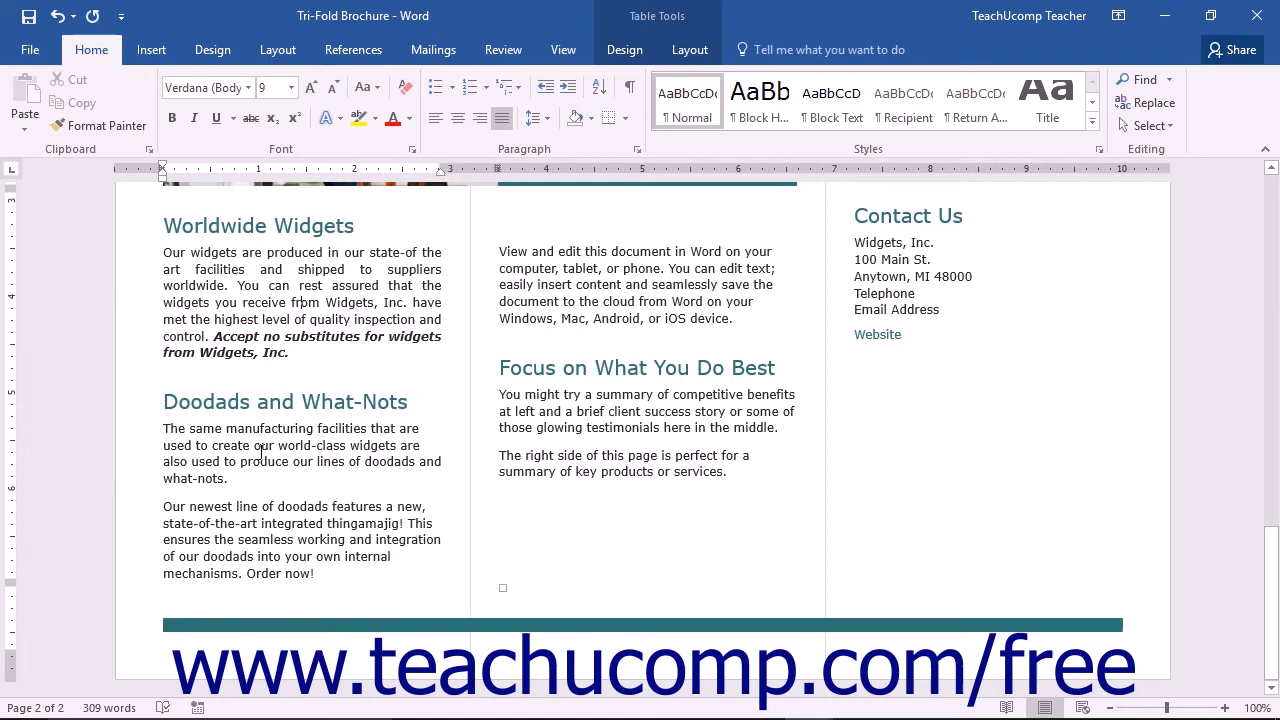 Tri-Fold Brochure - Word
Table Tools
TeachUcomp Teacher
File Home Insert Design Layout References Mailings Review View Design Layout Tell me what you want to do Share
Paste
Cut
Copy
Format Painter
Clipboard
Verdana (Body 9
Font
Paragraph
AaBbCcDc AaBb AaBbCcD AaBbCcDc AaBbCcDc Aa
¶ Normal ¶ Block H... ¶ Block Text ¶ Recipient ¶ Return A... Title
Styles
Find
Replace
Select
Editing
1 2 3 4 5 6 7 8 9 10
3
4
5
6
Worldwide Widgets
Our widgets are produced in our state-of the
art facilities and shipped to suppliers
worldwide. You can rest assured that the
widgets you receive from Widgets, Inc. have
met the highest level of quality inspection and
control. Accept no substitutes for widgets
from Widgets, Inc.
Doodads and What-Nots
The same manufacturing facilities that are
used to create our world-class widgets are
also used to produce our lines of doodads and
what-nots.
Our newest line of doodads features a new,
state-of-the-art integrated thingamajig! This
ensures the seamless working and integration
of our doodads into your own internal
mechanisms. Order now!
View and edit this document in Word on your
computer, tablet, or phone. You can edit text;
easily insert content and seamlessly save the
document to the cloud from Word on your
Windows, Mac, Android, or iOS device.
Focus on What You Do Best
You might try a summary of competitive benefits
at left and a brief client success story or some of
those glowing testimonials here in the middle.
The right side of this page is perfect for a
summary of key products or services.
Contact Us
Widgets, Inc.
100 Main St.
Anytown, MI 48000
Telephone
Email Address
Website
www.teachucomp.com/free
Page 2 of 2 309 words 100%